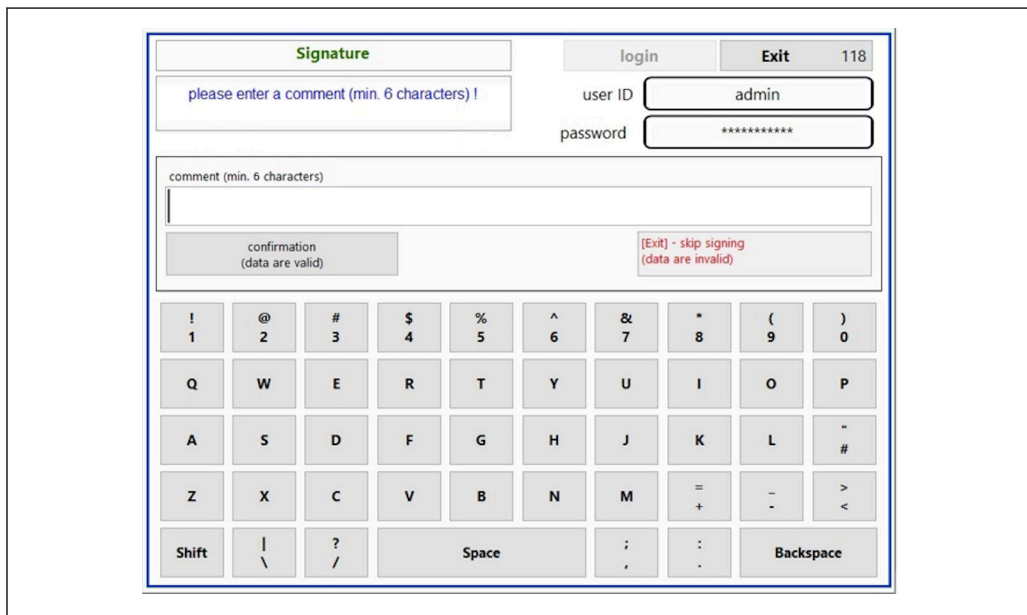 Signature
login
Exit 118
please enter a comment (min. 6 characters) !
user ID admin
password ***********
comment (min. 6 characters)
confirmation
(data are valid)
[Exit] - skip signing
(data are invalid)
! @ # $ % ^ & * ( )
1 2 3 4 5 6 7 8 9 0
Q W E R T Y U I O P
A S D F G H J K L " #
Z X C V B N M = + _ - > <
Shift | \ ? / Space ; , : . Backspace